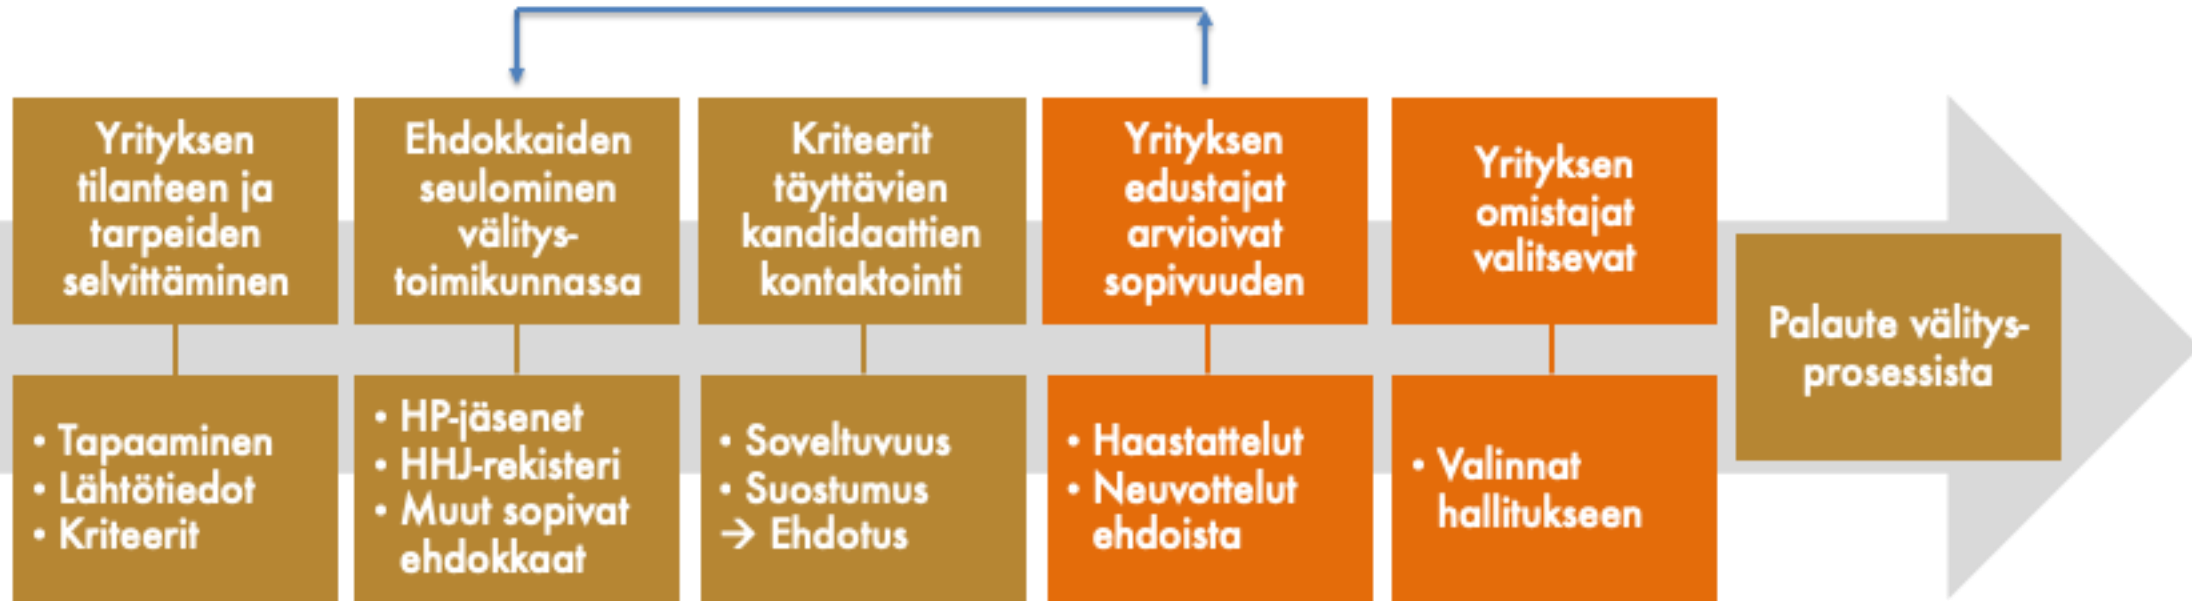 Yrityksen
tilanteen ja
tarpeiden
selvittäminen
Ehdokkaiden
seulominen
välitys-
toimikunnassa
Kriteerit
täyttävien
kandidaattien
kontaktointi
Yrityksen
edustajat
arvioivat
sopivuuden
Yrityksen
omistajat
valitsevat
Palaute välitys-
prosessista
• Tapaaminen
• Lähtötiedot
• Kriteerit
• HP-jäsenet
• HHJ-rekisteri
• Muut sopivat
ehdokkaat
• Soveltuvuus
• Suostumus
→ Ehdotus
• Haastattelut
• Neuvottelut
ehdoista
• Valinnat
hallitukseen